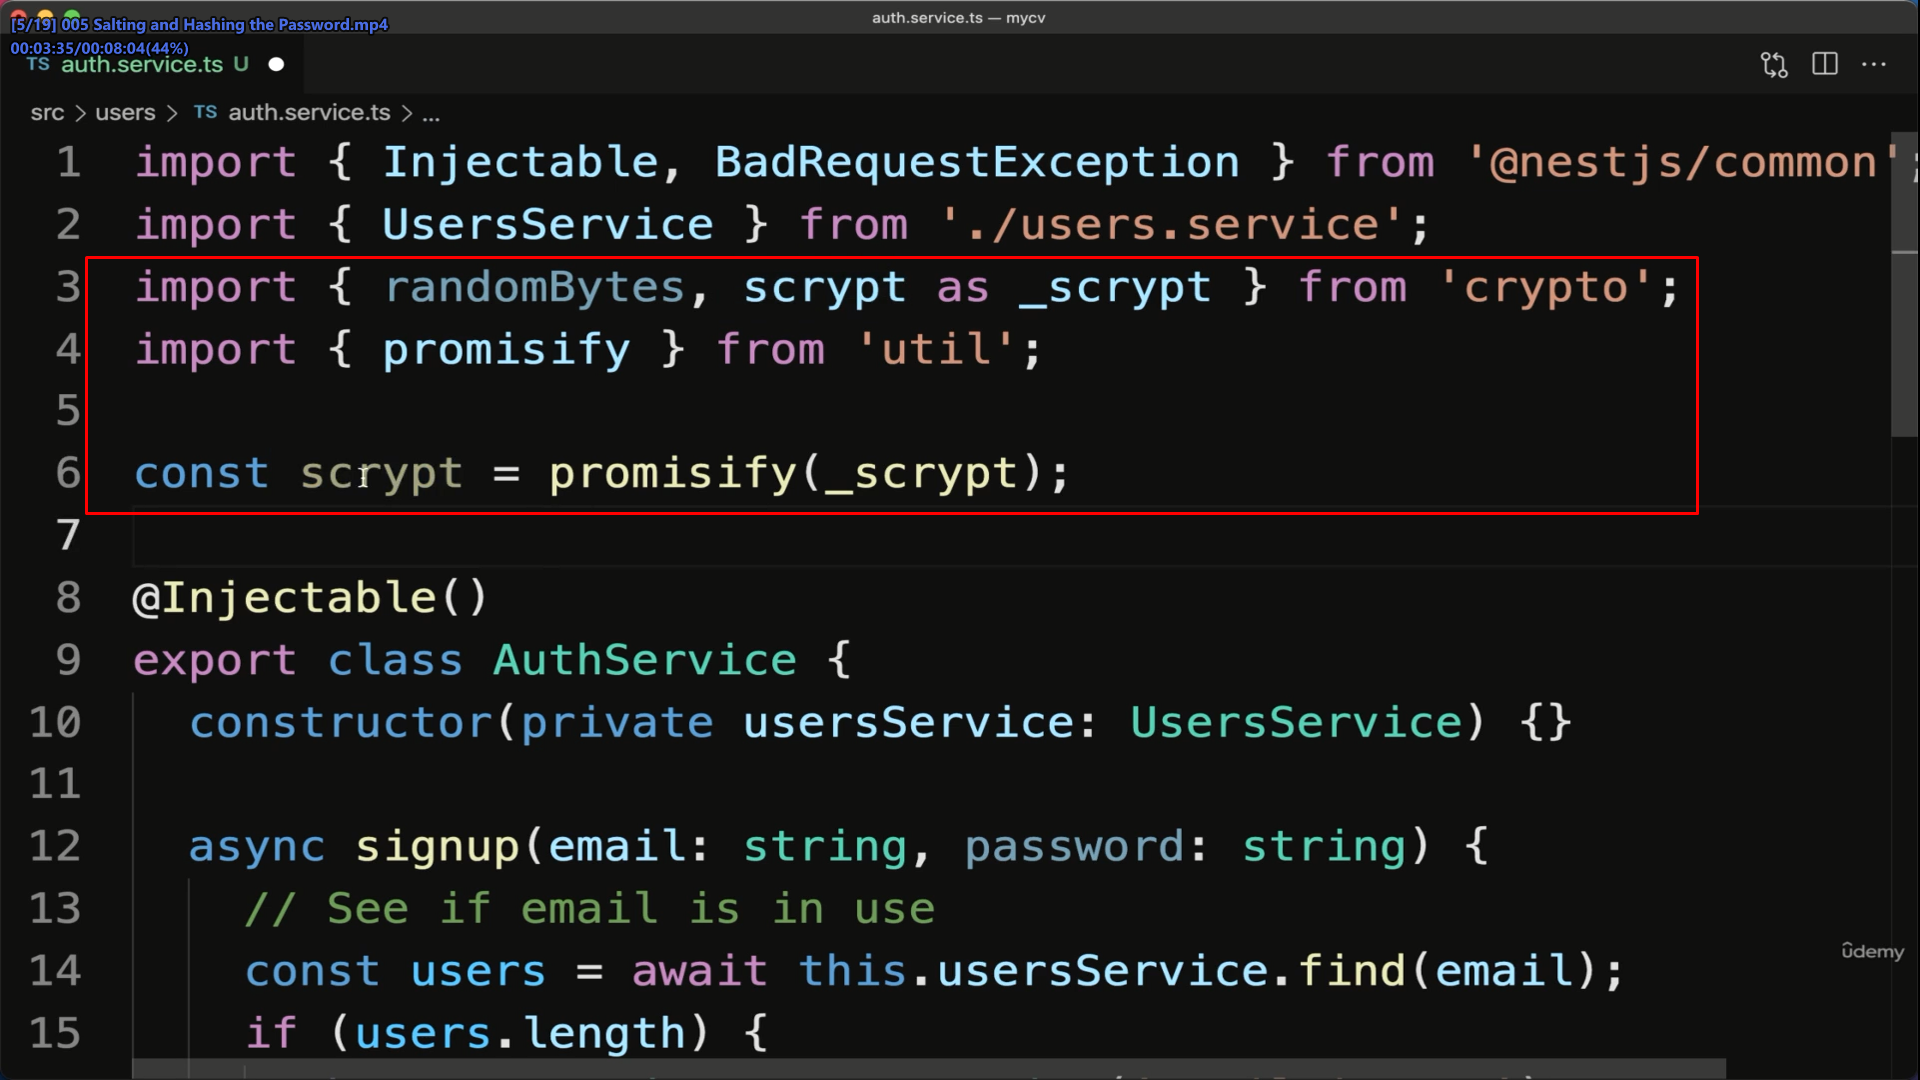 auth.service.ts — mycv
[5/19] 005 Salting and Hashing the Password.mp4
00:03:35/00:08:04(44%)
TS auth.service.ts U
src > users > TS auth.service.ts > ...
1 import { Injectable, BadRequestException } from '@nestjs/common';
2 import { UsersService } from './users.service';
3 import { randomBytes, scrypt as _scrypt } from 'crypto';
4 import { promisify } from 'util';
5
6 const scrypt = promisify(_scrypt);
7
8 @Injectable()
9 export class AuthService {
10 constructor(private usersService: UsersService) {}
11
12 async signup(email: string, password: string) {
13 // See if email is in use
14 const users = await this.usersService.find(email);
15 if (users.length) {
ûdemy